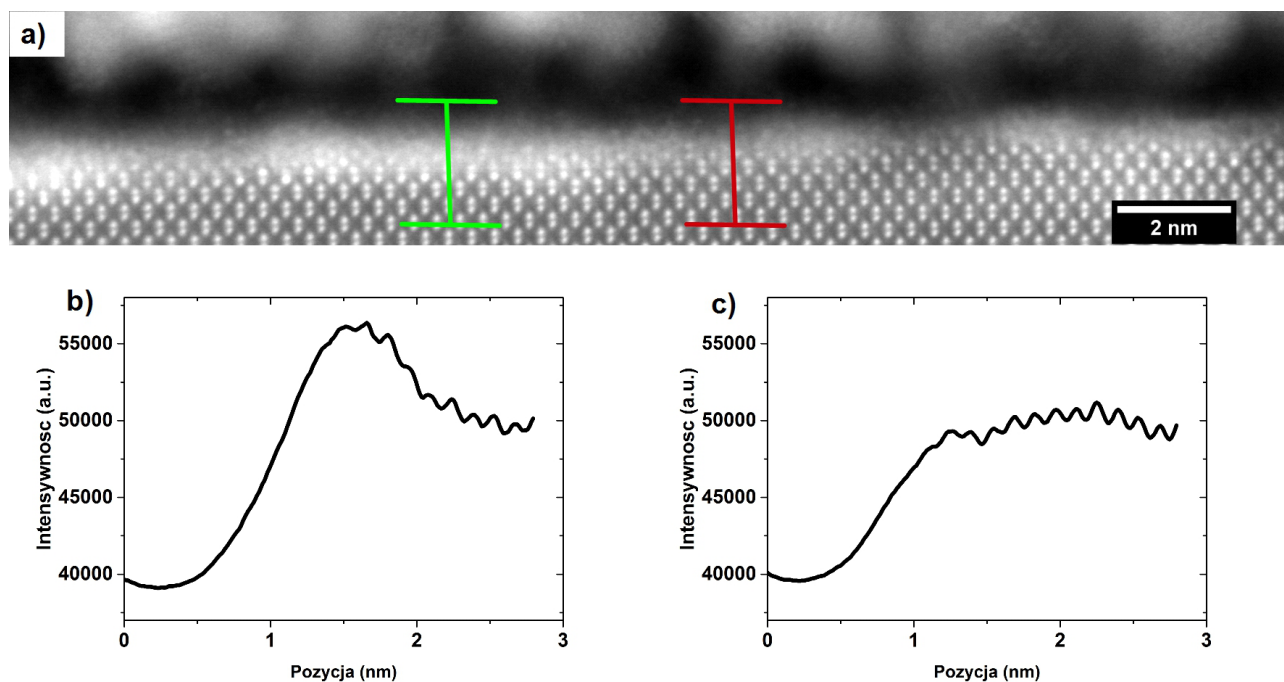 a)
2 nm
b)
55000
50000
45000
40000
Intensywnosc (a.u.)
0
1
2
3
Pozycja (nm)
c)
55000
50000
45000
40000
Intensywnosc (a.u.)
0
1
2
3
Pozycja (nm)